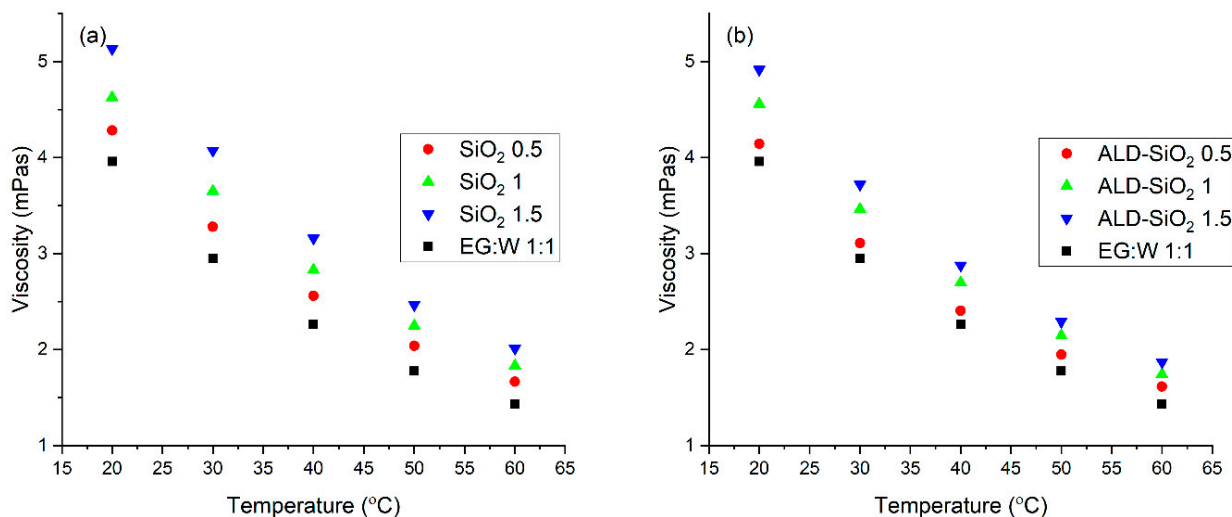 (a)
Viscosity (mPas)
5
4
3
2
1
SiO₂ 0.5
SiO₂ 1
SiO₂ 1.5
EG:W 1:1
15 20 25 30 35 40 45 50 55 60 65
Temperature (°C)
(b)
Viscosity (mPas)
5
4
3
2
1
ALD-SiO₂ 0.5
ALD-SiO₂ 1
ALD-SiO₂ 1.5
EG:W 1:1
15 20 25 30 35 40 45 50 55 60 65
Temperature (°C)